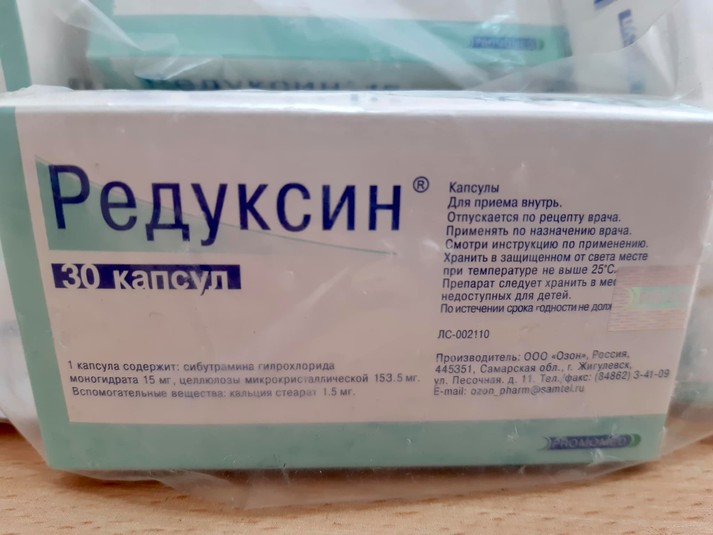 Редуксин®
30 капсул
1 капсула содержит: сибутрамина гидрохлорида
моногидрата 15 мг, целлюлозы микрокристаллической 153.5 мг.
Вспомогательные вещества: кальция стеарат 1.5 мг.
Капсулы
Для приема внутрь.
Отпускается по рецепту врача.
Применять по назначению врача.
Смотри инструкцию по применению.
Хранить в защищенном от света месте
при температуре не выше 25°С.
Препарат следует хранить в
недоступных для детей.
По истечении срока годности не
ЛС-002110
Производитель: ООО «Озон», Россия,
445351, Самарская обл., г. Жигулевск,
ул. Песочная, д. 11. Тел./факс: (84862) 3-41-09
E-mail: ozon_pharm@samtel.ru
PROMOMED